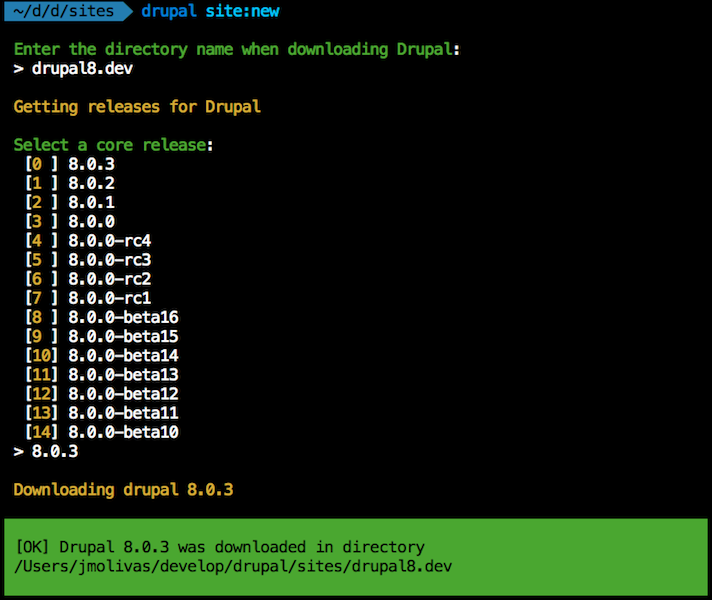 ~/d/d/sites drupal site:new
Enter the directory name when downloading Drupal:
> drupal8.dev
Getting releases for Drupal
Select a core release:
[0 ] 8.0.3
[1 ] 8.0.2
[2 ] 8.0.1
[3 ] 8.0.0
[4 ] 8.0.0-rc4
[5 ] 8.0.0-rc3
[6 ] 8.0.0-rc2
[7 ] 8.0.0-rc1
[8 ] 8.0.0-beta16
[9 ] 8.0.0-beta15
[10] 8.0.0-beta14
[11] 8.0.0-beta13
[12] 8.0.0-beta12
[13] 8.0.0-beta11
[14] 8.0.0-beta10
> 8.0.3
Downloading drupal 8.0.3
[OK] Drupal 8.0.3 was downloaded in directory
/Users/jmolivas/develop/drupal/sites/drupal8.dev